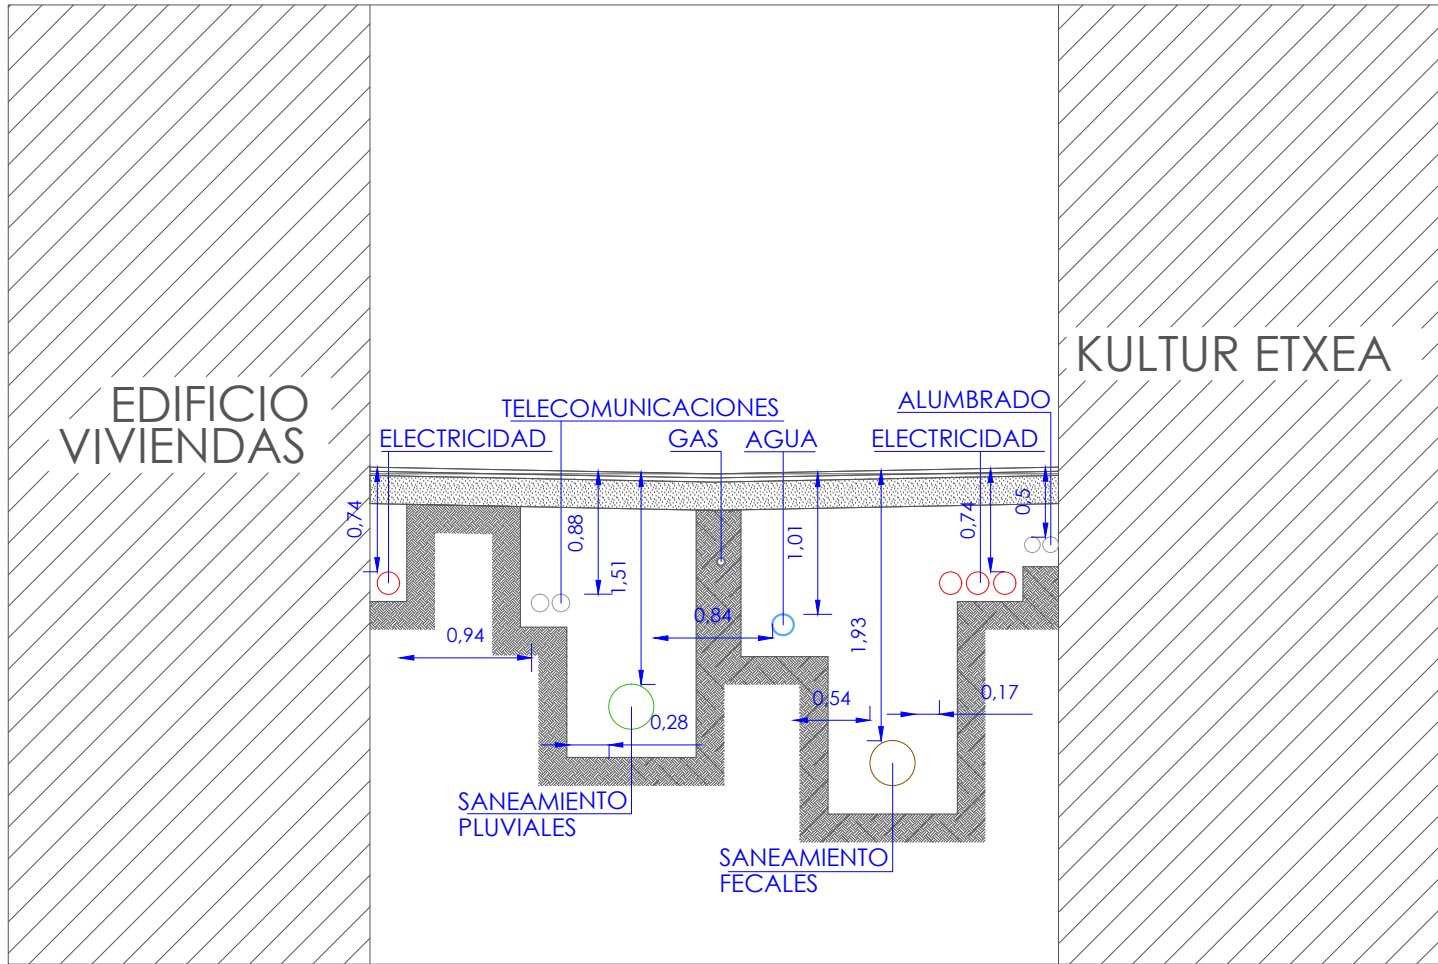 EDIFICIO
VIVIENDAS
KULTUR ETXEA
TELECOMUNICACIONES
ALUMBRADO
ELECTRICIDAD
GAS
AGUA
ELECTRICIDAD
0,74
0,88
1,51
1,01
1,93
0,74
0,5
0,94
0,84
0,28
0,54
0,17
SANEAMIENTO
PLUVIALES
SANEAMIENTO
FECALES